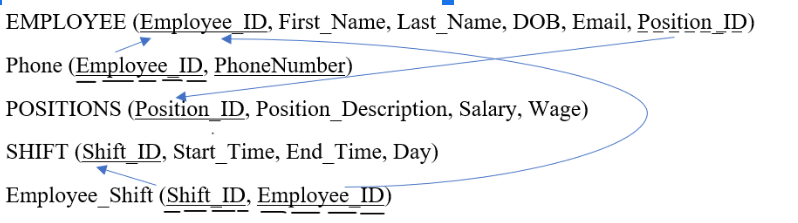 EMPLOYEE (Employee_ID, First_Name, Last_Name, DOB, Email, Position_ID)
Phone (Employee_ID, PhoneNumber)
POSITIONS (Position_ID, Position_Description, Salary, Wage)
SHIFT (Shift_ID, Start_Time, End_Time, Day)
Employee_Shift (Shift_ID, Employee_ID)